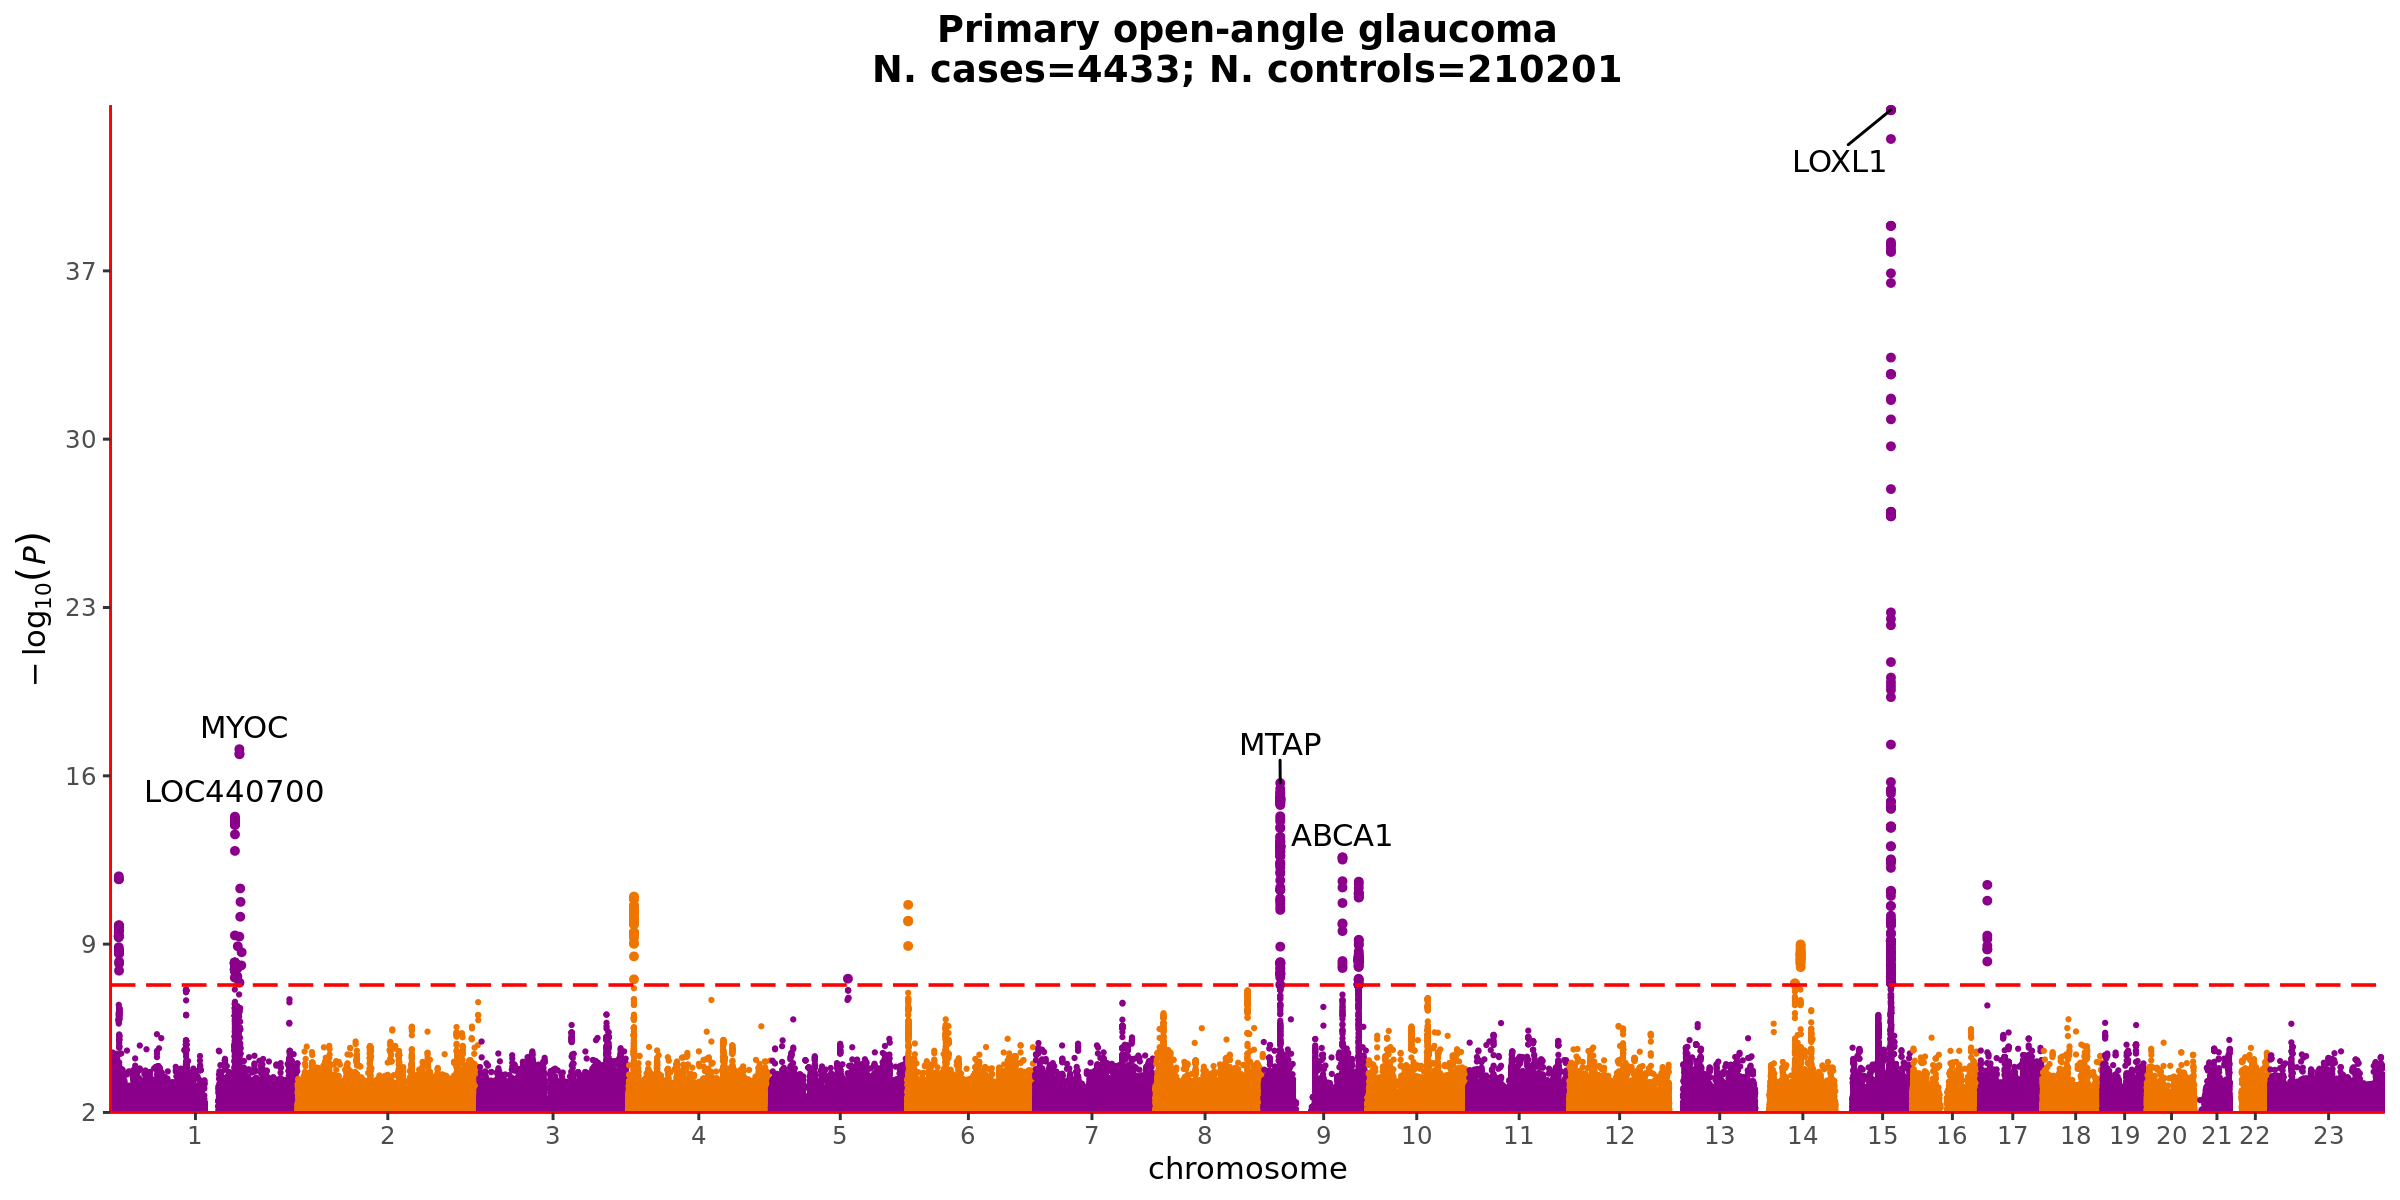 Primary open-angle glaucoma
N. cases=4433; N. controls=210201
LOXL1
37
30
23
MYOC
MTAP
16
LOC440700
ABCA1
9
2
− log10(P)
1 2 3 4 5 6 7 8 9 10 11 12 13 14 15 16 17 18 19 20 21 22 23
chromosome